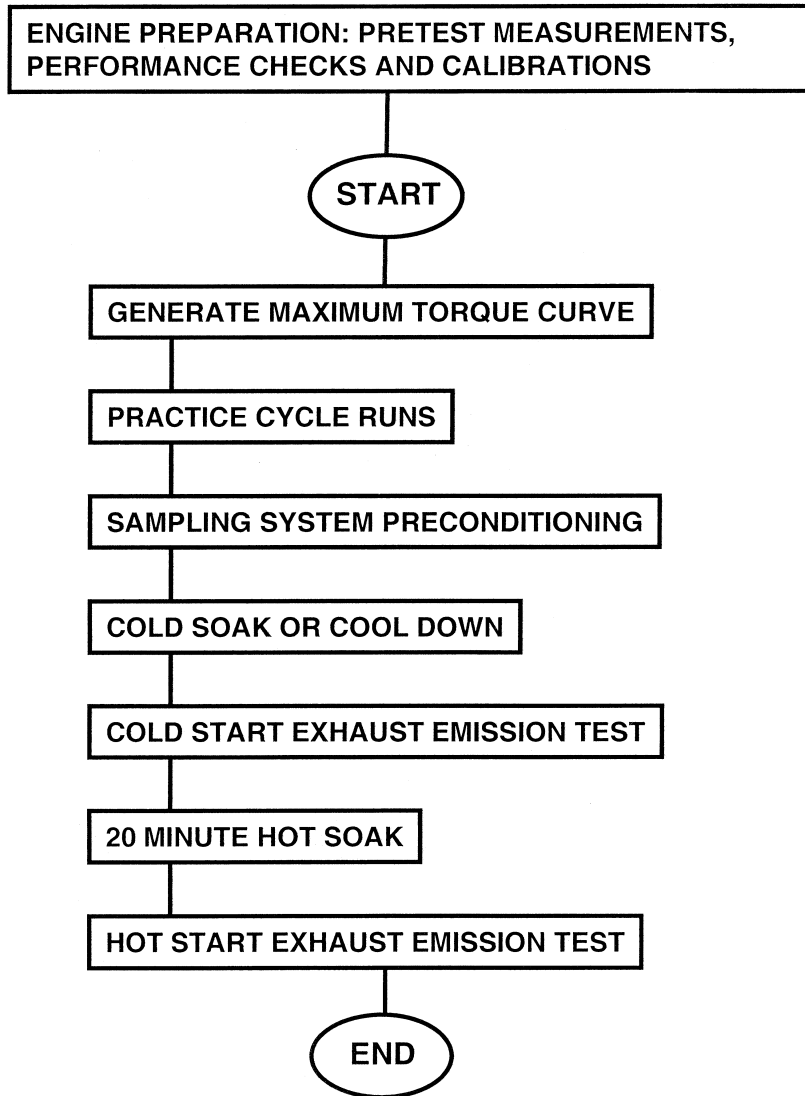 ENGINE PREPARATION: PRETEST MEASUREMENTS,
PERFORMANCE CHECKS AND CALIBRATIONS
START
GENERATE MAXIMUM TORQUE CURVE
PRACTICE CYCLE RUNS
SAMPLING SYSTEM PRECONDITIONING
COLD SOAK OR COOL DOWN
COLD START EXHAUST EMISSION TEST
20 MINUTE HOT SOAK
HOT START EXHAUST EMISSION TEST
END